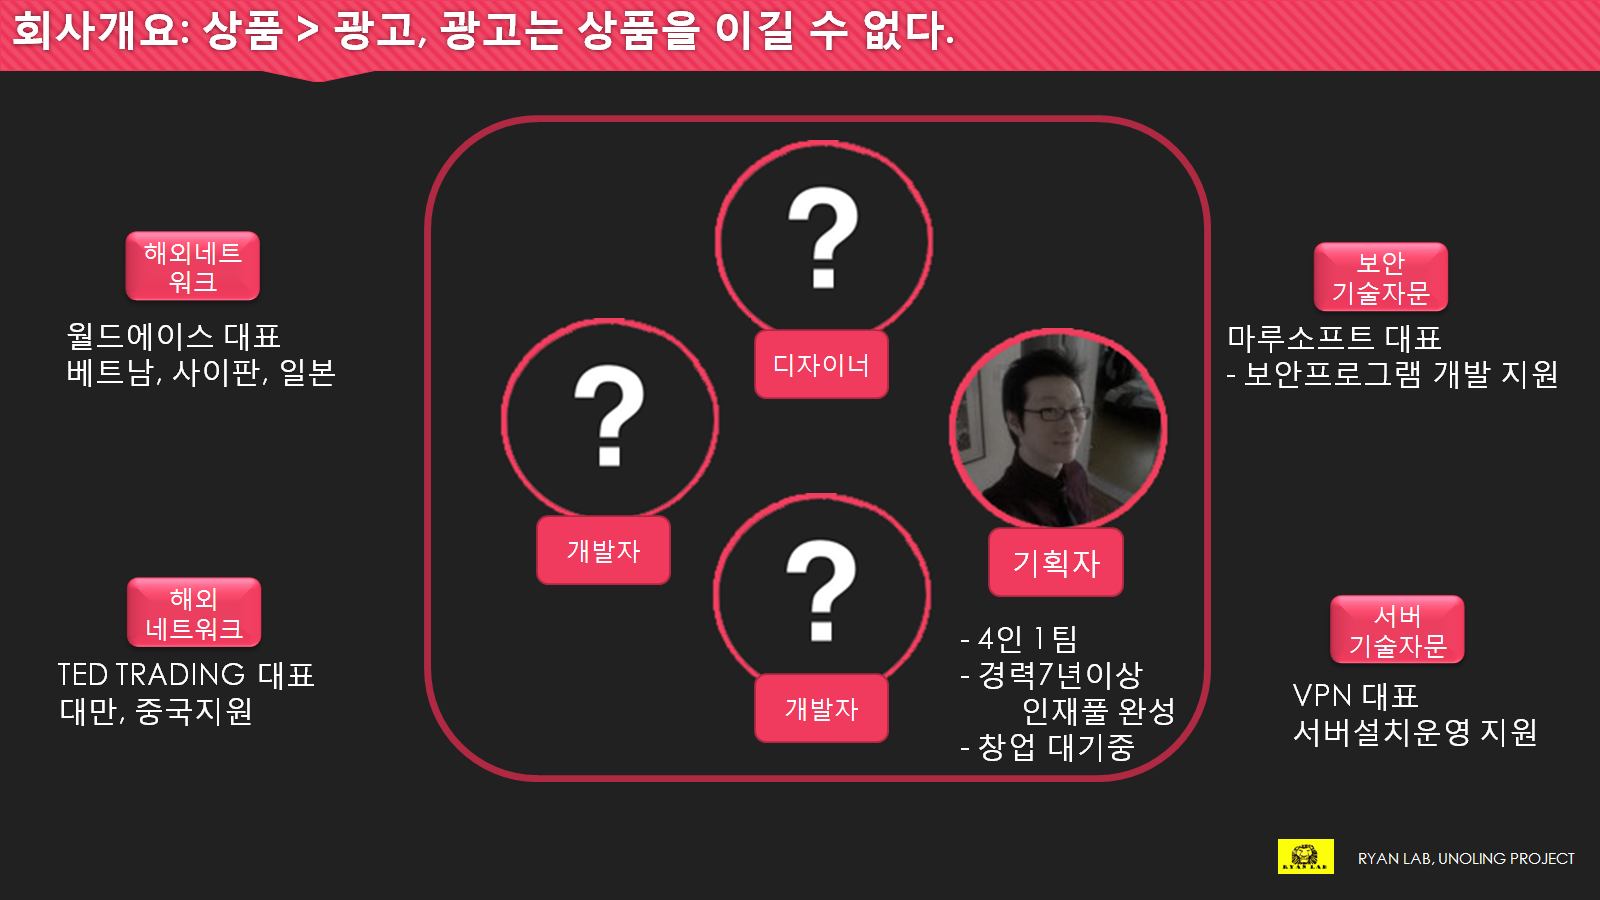 회사개요: 상품 > 광고, 광고는 상품을 이길 수 없다.
?
디자이너
해외네트
워크
월드에이스 대표
베트남, 사이판, 일본
보안
기술자문
마루소프트 대표
- 보안프로그램 개발 지원
?
개발자
기획자
- 4인 1팀
- 경력7년이상
인재풀 완성
- 창업 대기중
?
개발자
해외
네트워크
TED TRADING 대표
대만, 중국지원
서버
기술자문
VPN 대표
서버설치운영 지원
RYAN LAB
RYAN LAB, UNOLING PROJECT